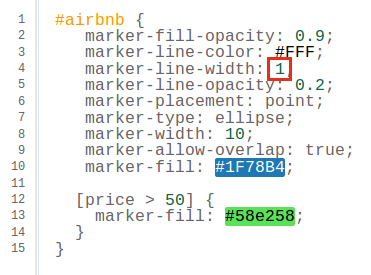 1 #airbnb {
2 marker-fill-opacity: 0.9;
3 marker-line-color: #FFF;
4 marker-line-width: 1;
5 marker-line-opacity: 0.2;
6 marker-placement: point;
7 marker-type: ellipse;
8 marker-width: 10;
9 marker-allow-overlap: true;
10 marker-fill: #1F78B4;
11
12 [price > 50] {
13 marker-fill: #58e258;
14 }
15 }